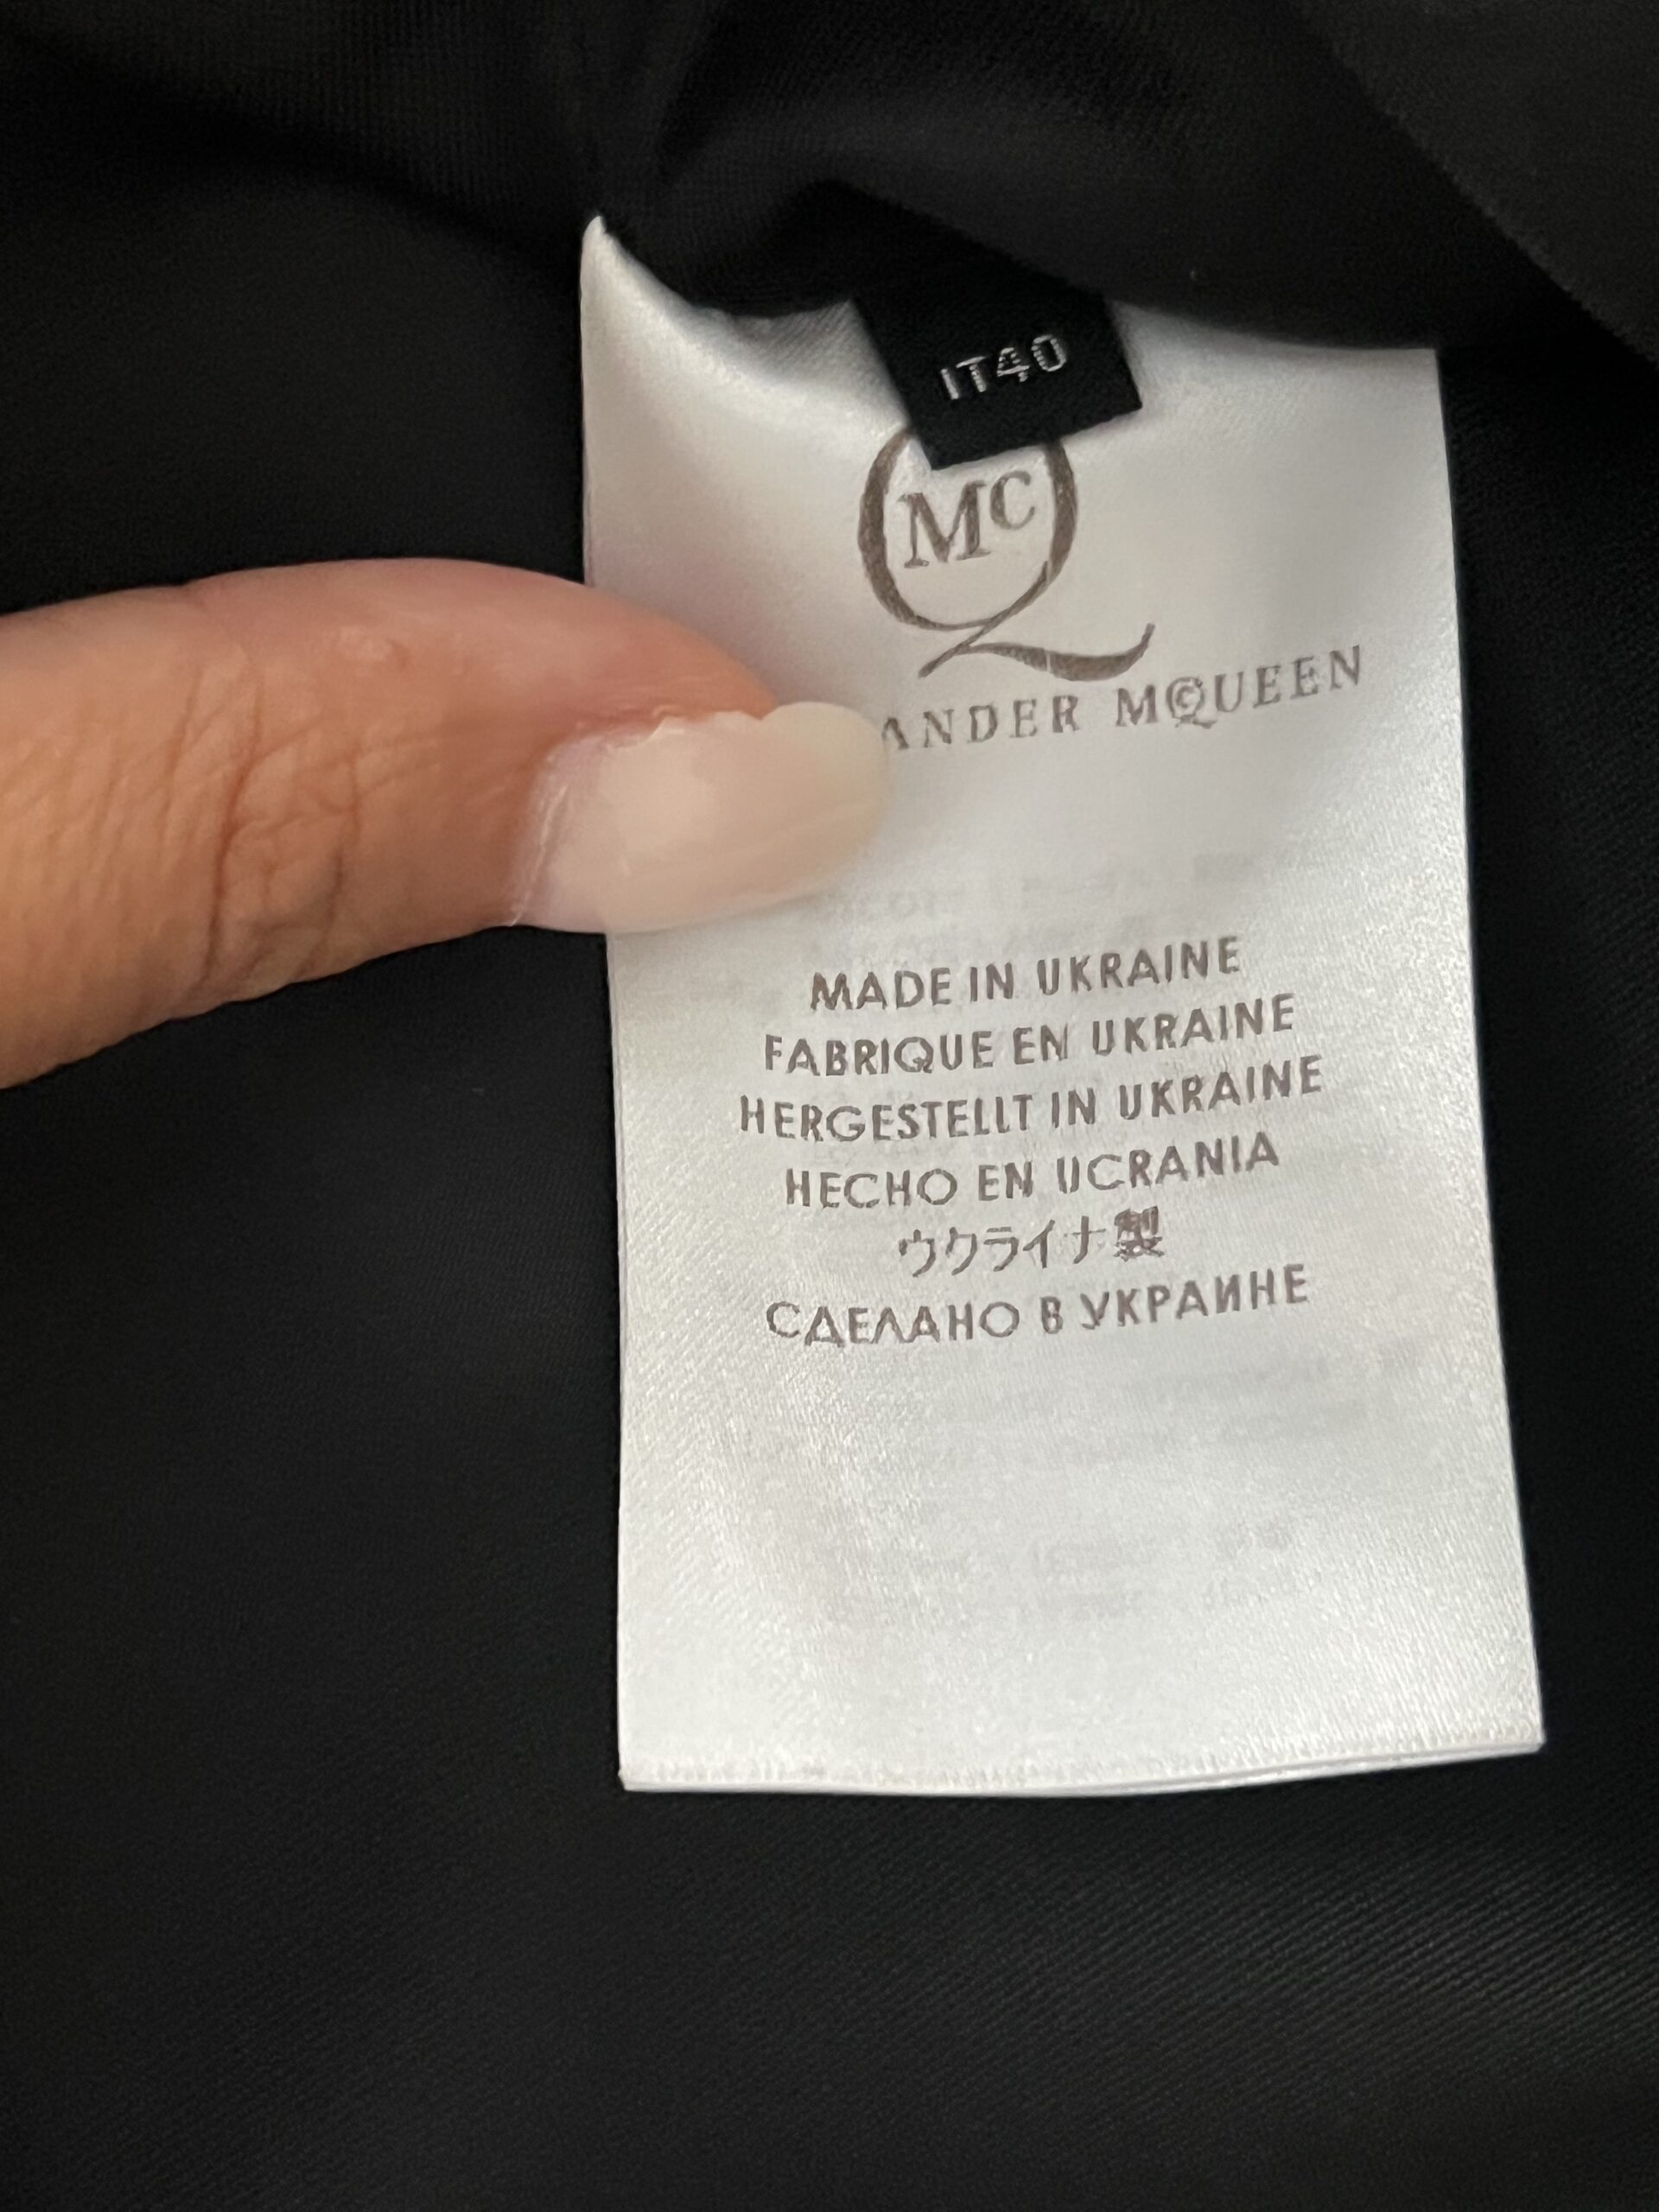 IT40
McQ
ANDER MCQUEEN
MADE IN UKRAINE
FABRIQUE EN UKRAINE
HERGESTELLT IN UKRAINE
HECHO EN UCRANIA
ウクライナ製
СДЕЛАНО В УКРАИНЕ